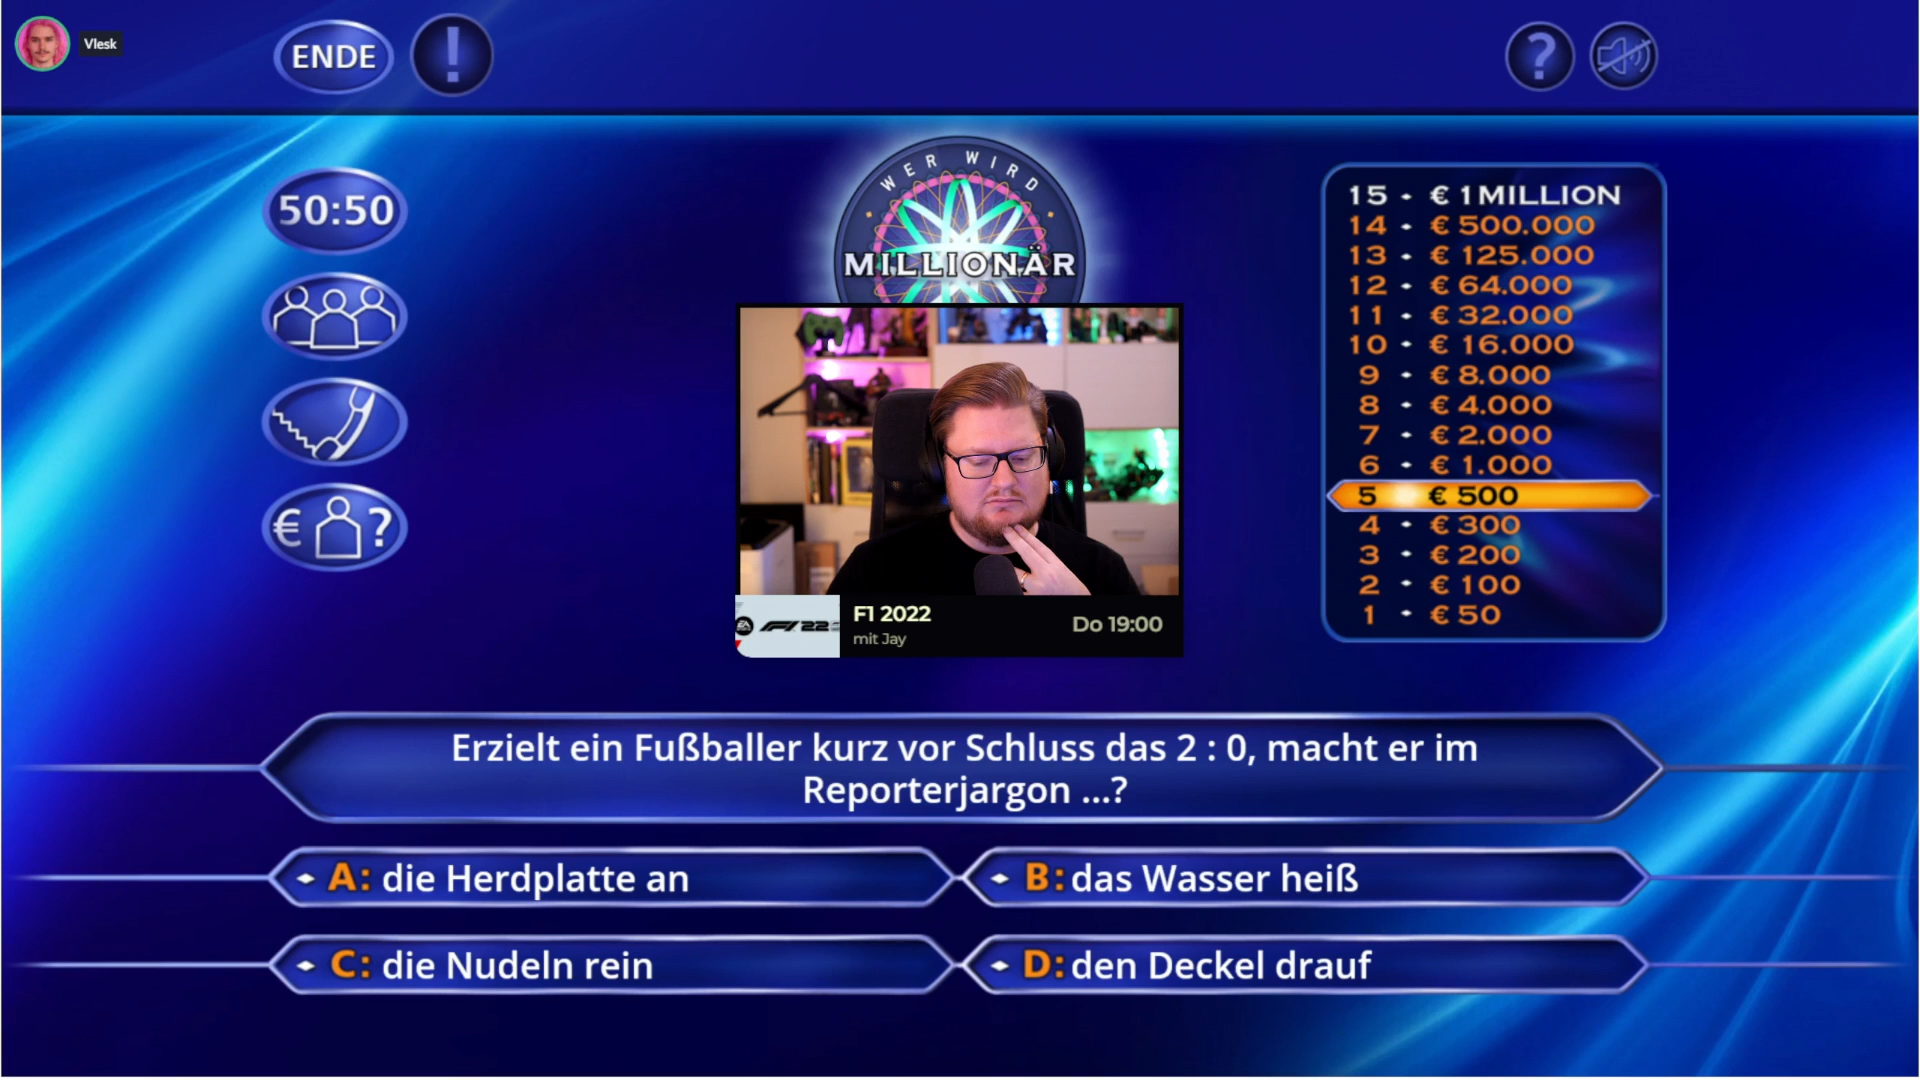 Vlesk
ENDE
!
?
50:50
€ ?
WER WIRD
MILLIONÄR
15 · € 1 MILLION
14 · € 500.000
13 · € 125.000
12 · € 64.000
11 · € 32.000
10 · € 16.000
9 · € 8.000
8 · € 4.000
7 · € 2.000
6 · € 1.000
5 € 500
4 · € 300
3 · € 200
2 · € 100
1 · € 50
EA
F1 22
F1 2022
mit Jay
Do 19:00
Erzielt ein Fußballer kurz vor Schluss das 2 : 0, macht er im
Reporterjargon ...?
A: die Herdplatte an
B: das Wasser heiß
C: die Nudeln rein
D: den Deckel drauf